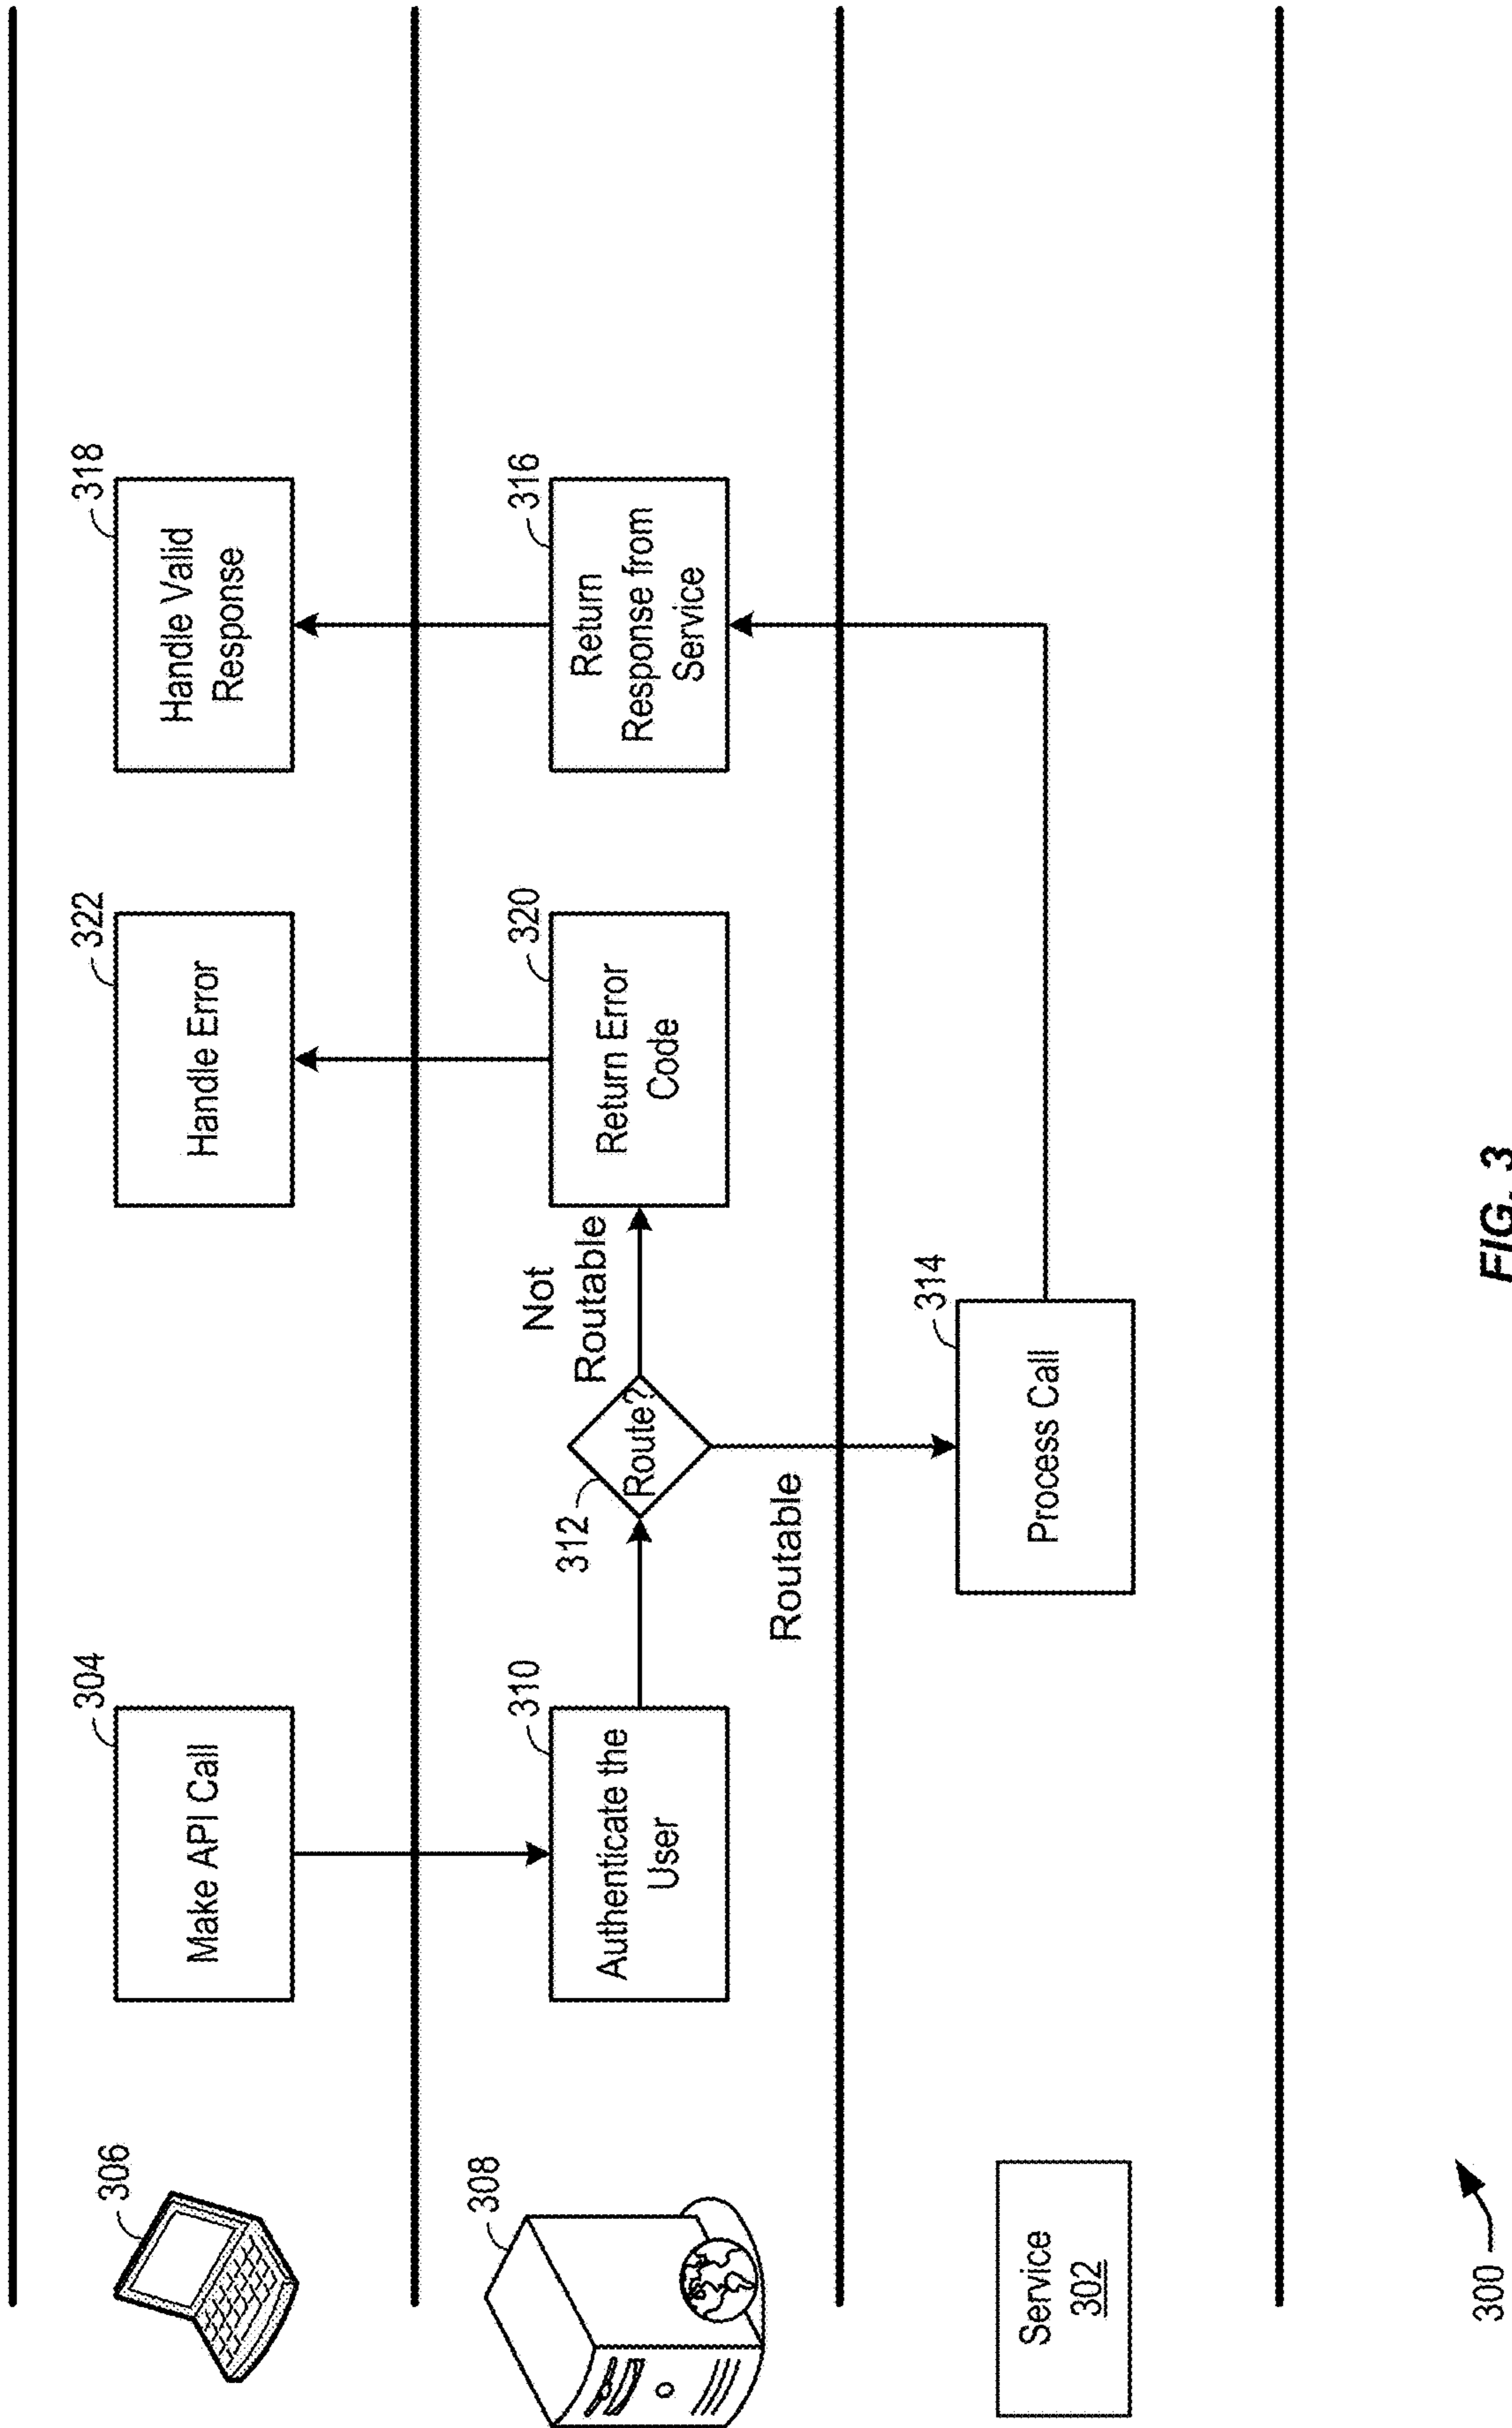 306
304
Make API Call
322
Handle Error
318
Handle Valid
Response
308
310
Authenticate the
User
312
Route?
Not
Routable
Routable
320
Return Error
Code
316
Return
Response from
Service
Service
302
314
Process Call
300
FIG. 3